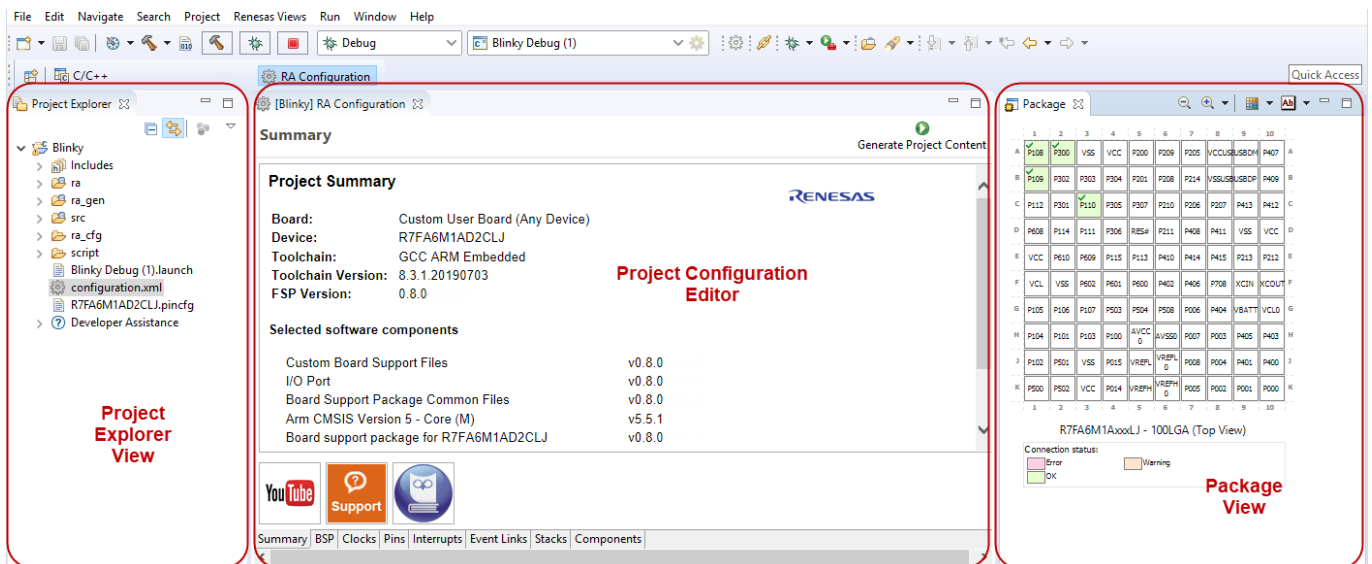 File Edit Navigate Search Project Renesas Views Run Window Help
010 Debug Blinky Debug (1)
C/C++ RA Configuration Quick Access
Project Explorer
Blinky
Includes
ra
ra_gen
src
ra_cfg
script
Blinky Debug (1).launch
configuration.xml
R7FA6M1AD2CLJ.pincfg
Developer Assistance
Project
Explorer
View
[Blinky] RA Configuration
Summary
Generate Project Content
Project Summary
RENESAS
Board: Custom User Board (Any Device)
Device: R7FA6M1AD2CLJ
Toolchain: GCC ARM Embedded
Toolchain Version: 8.3.1.20190703
FSP Version: 0.8.0
Project Configuration
Editor
Selected software components
Custom Board Support Files v0.8.0
I/O Port v0.8.0
Board Support Package Common Files v0.8.0
Arm CMSIS Version 5 - Core (M) v5.5.1
Board support package for R7FA6M1AD2CLJ v0.8.0
YouTube
Support
Summary BSP Clocks Pins Interrupts Event Links Stacks Components
Package Ab
1 2 3 4 5 6 7 8 9 10
A P108 P300 VSS VCC P200 P209 P205 VCCUSB USBDM P407 A
B P109 P302 P303 P304 P201 P208 P214 VSSUSB USBDP P409 B
C P112 P301 P110 P305 P307 P210 P206 P207 P413 P412 C
D P608 P114 P111 P306 RES# P211 P408 P411 VSS VCC D
E VCC P610 P609 P115 P113 P410 P414 P415 P213 P212 E
F VCL VSS P602 P601 P600 P402 P406 P708 XCIN XCOUT F
G P105 P106 P107 P503 P504 P508 P006 P404 VBATT VCL0 G
H P104 P101 P103 P100 AVCC0 AVSS0 P007 P003 P405 P403 H
J P102 P501 VSS P015 VREFL VREFL0 P008 P004 P401 P400 J
K P500 P502 VCC P014 VREFH VREFH0 P005 P002 P001 P000 K
1 2 3 4 5 6 7 8 9 10
R7FA6M1AxxxLJ - 100LGA (Top View)
Connection status:
Error Warning
OK
Package
View